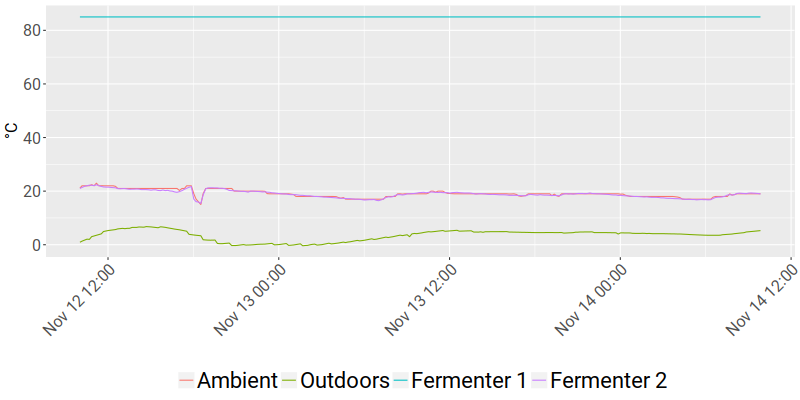 °C
80
60
40
20
0
Nov 12 12:00
Nov 13 00:00
Nov 13 12:00
Nov 14 00:00
Nov 14 12:00
Ambient Outdoors Fermenter 1 Fermenter 2